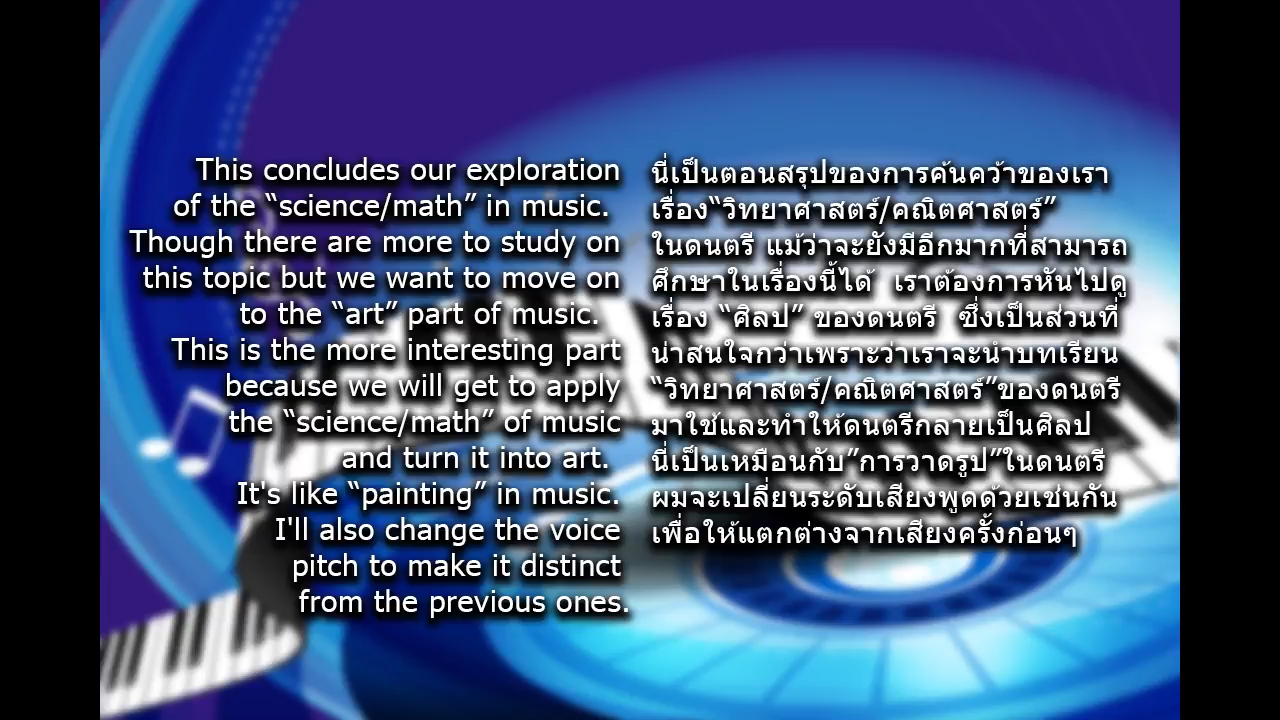 This concludes our exploration
of the “science/math” in music.
Though there are more to study on
this topic but we want to move on
to the “art” part of music.
This is the more interesting part
because we will get to apply
the “science/math” of music
and turn it into art.
It's like “painting” in music.
I'll also change the voice
pitch to make it distinct
from the previous ones.
นี่เป็นตอนสรุปของการค้นคว้าของเรา
เรื่อง“วิทยาศาสตร์/คณิตศาสตร์”
ในดนตรี แม้ว่าจะยังมีอีกมากที่สามารถ
ศึกษาในเรื่องนี้ได้ เราต้องการหันไปดู
เรื่อง “ศิลป” ของดนตรี ซึ่งเป็นส่วนที่
น่าสนใจกว่าเพราะว่าเราจะนำบทเรียน
“วิทยาศาสตร์/คณิตศาสตร์”ของดนตรี
มาใช้และทำให้ดนตรีกลายเป็นศิลป
นี่เป็นเหมือนกับ”การวาดรูป”ในดนตรี
ผมจะเปลี่ยนระดับเสียงพูดด้วยเช่นกัน
เพื่อให้แตกต่างจากเสียงครั้งก่อนๆ